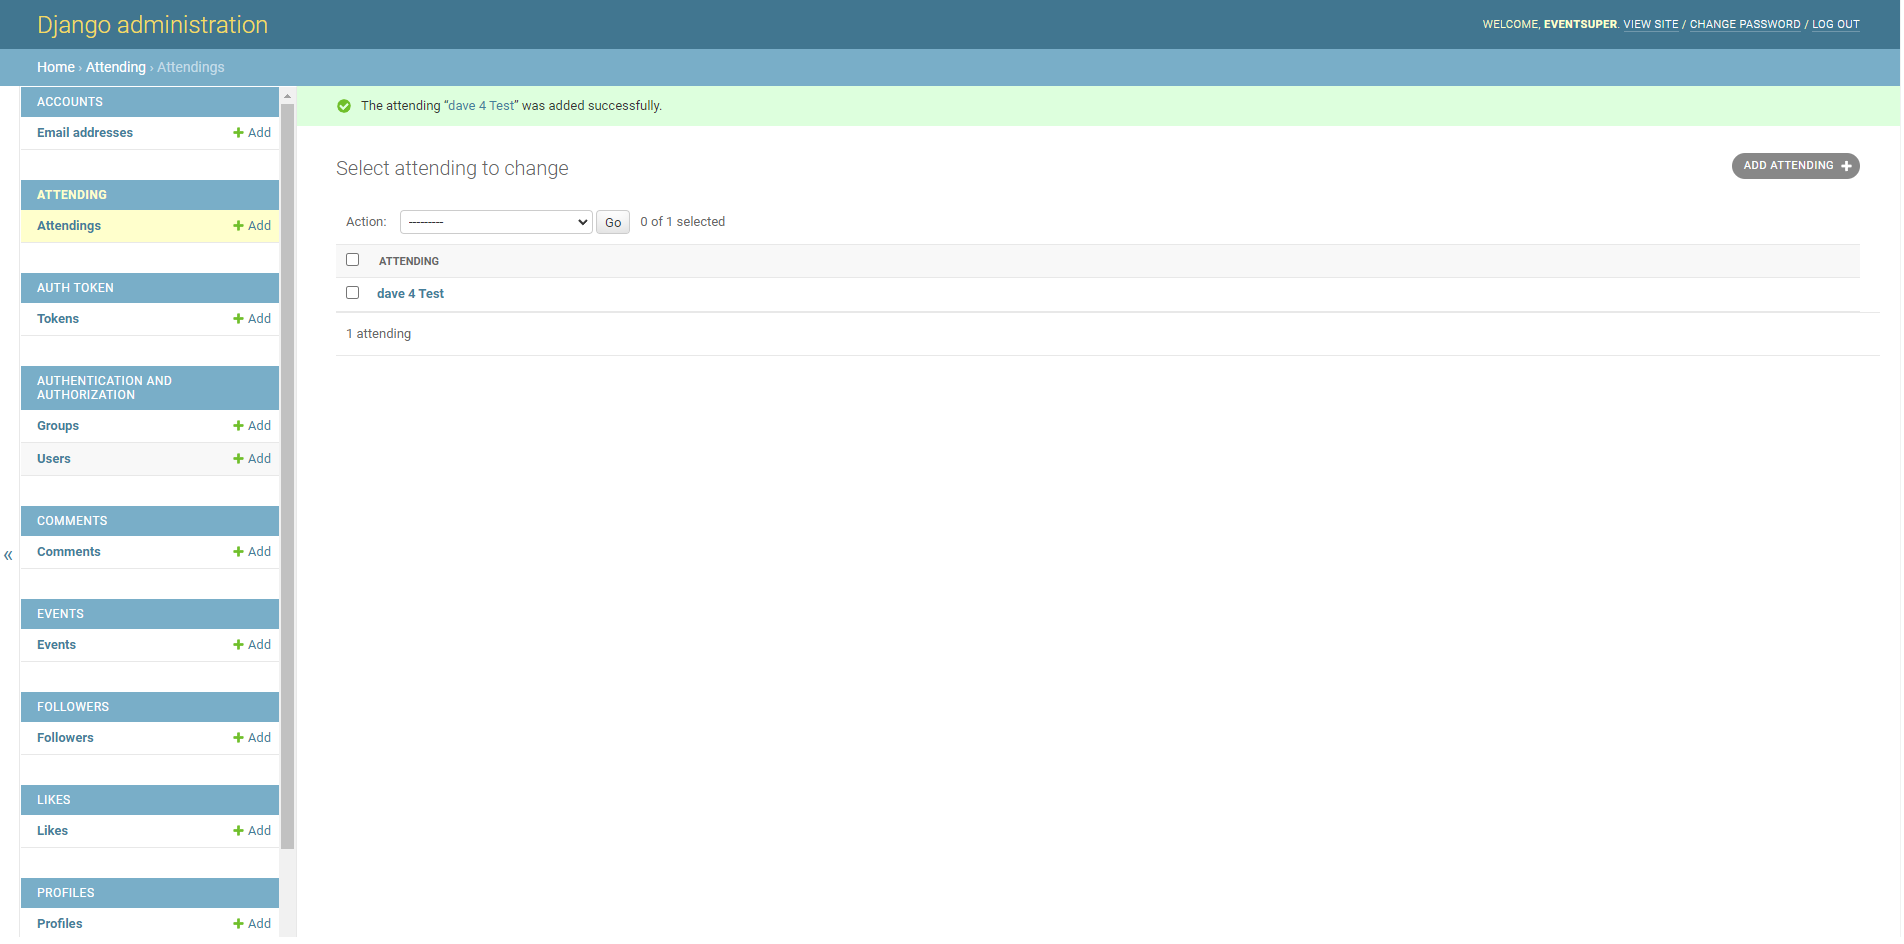 Django administration
WELCOME, EVENTSUPER. VIEW SITE / CHANGE PASSWORD / LOG OUT
Home › Attending › Attendings
ACCOUNTS
Email addresses Add
ATTENDING
Attendings Add
AUTH TOKEN
Tokens Add
AUTHENTICATION AND
AUTHORIZATION
Groups Add
Users Add
COMMENTS
Comments Add
EVENTS
Events Add
FOLLOWERS
Followers Add
LIKES
Likes Add
PROFILES
Profiles Add
«
The attending “dave 4 Test” was added successfully.
Select attending to change
ADD ATTENDING
Action: --------- Go 0 of 1 selected
ATTENDING
dave 4 Test
1 attending